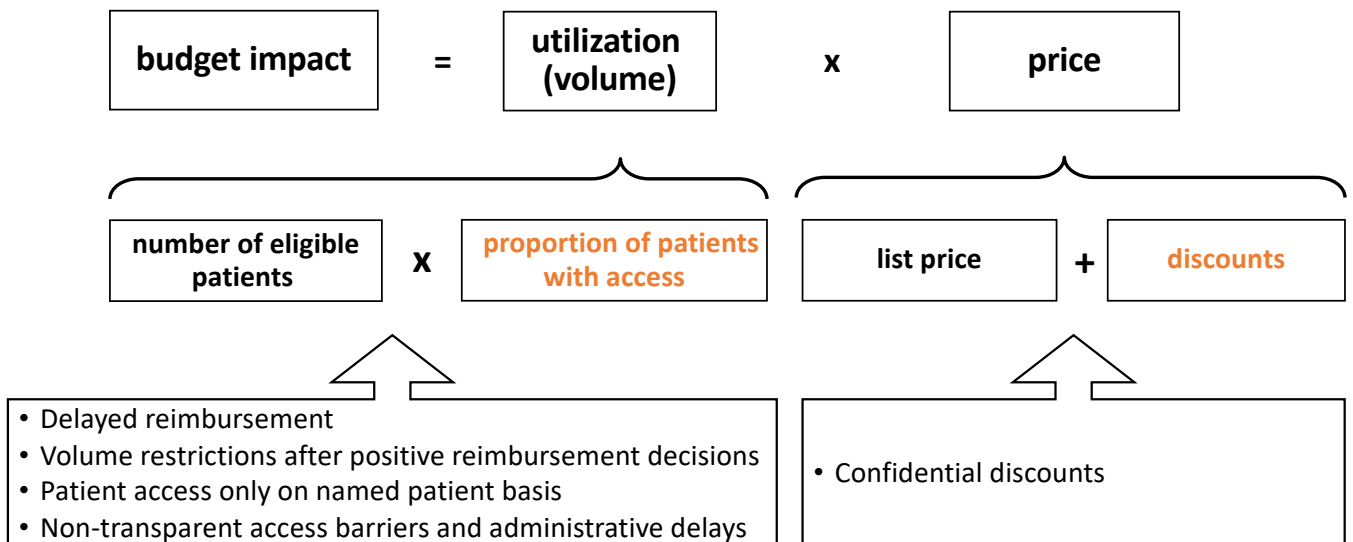 budget impact = utilization x price
(volume)
number of eligible patients x proportion of patients with access list price + discounts
• Delayed reimbursement
• Volume restrictions after positive reimbursement decisions
• Patient access only on named patient basis
• Non-transparent access barriers and administrative delays
• Confidential discounts